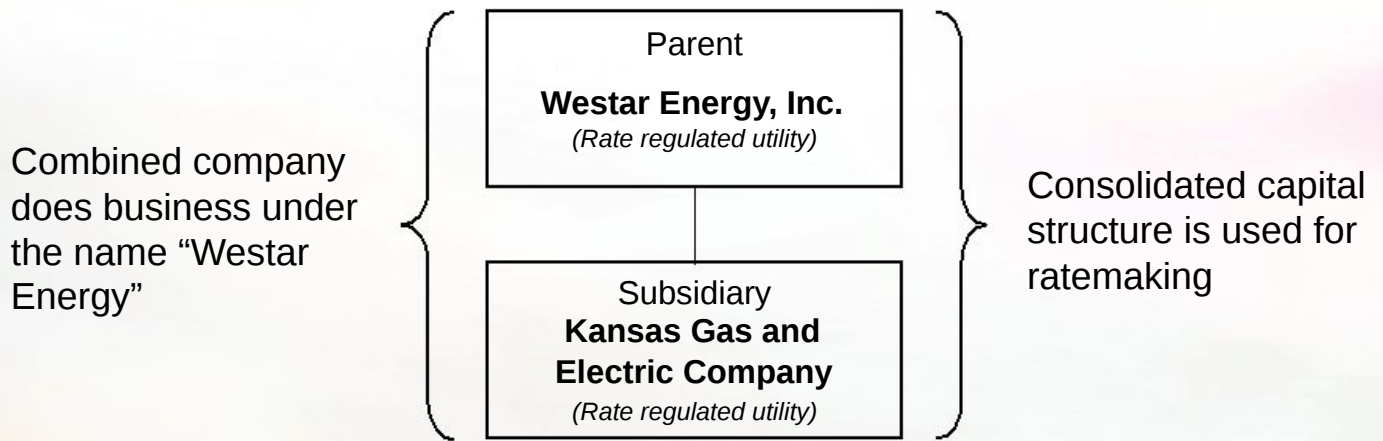 Combined company
does business under
the name “Westar
Energy”
Parent
Westar Energy, Inc.
(Rate regulated utility)
Subsidiary
Kansas Gas and
Electric Company
(Rate regulated utility)
Consolidated capital
structure is used for
ratemaking